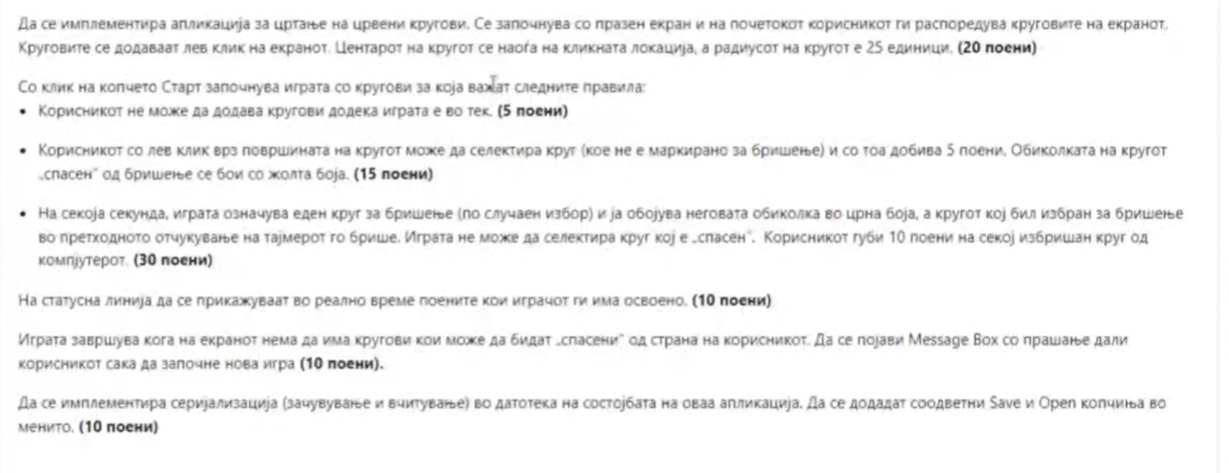 Да се имплементира апликација за цртање на црвени кругови. Се започнува со празен екран и на почетокот корисникот ги распоредува круговите на екранот.
Круговите се додаваат лев клик на екранот. Центарот на кругот се наоѓа на кликната локација, а радиусот на кругот е 25 единици. (20 поени)
Со клик на копчето Старт започнува играта со кругови за која важат следните правила:
• Корисникот не може да додава кругови додека играта е во тек. (5 поени)
• Корисникот со лев клик врз површината на кругот може да селектира круг (кое не е маркирано за бришење) и со тоа добива 5 поени. Обиколката на кругот
„спасен“ од бришење се бои со жолта боја. (15 поени)
• На секоја секунда, играта означува еден круг за бришење (по случаен избор) и ја обојува неговата обиколка во црна боја, а кругот кој бил избран за бришење
во претходното отчукување на тајмерот го брише. Играта не може да селектира круг кој е „спасен“. Корисникот губи 10 поени на секој избришан круг од
компјутерот. (30 поени)
На статусна линија да се прикажуваат во реално време поените кои играчот ги има освоено. (10 поени)
Играта завршува кога на екранот нема да има кругови кои може да бидат „спасени“ од страна на корисникот. Да се појави Message Box со прашање дали
корисникот сака да започне нова игра (10 поени).
Да се имплементира серијализација (зачувување и вчитување) во датотека на состојбата на оваа апликација. Да се додадат соодветни Save и Open копчиња во
менито. (10 поени)